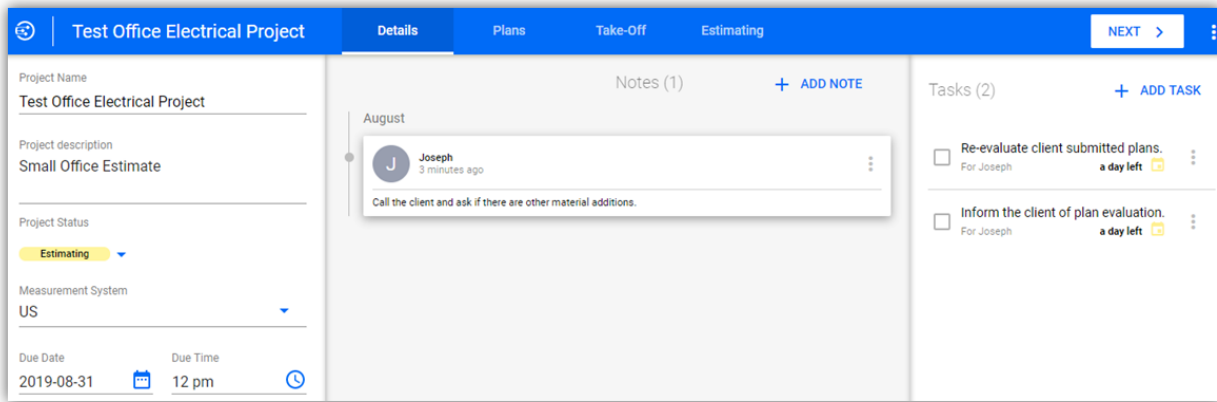 Test Office Electrical Project
Details
Plans
Take-Off
Estimating
NEXT
Project Name
Test Office Electrical Project
Project description
Small Office Estimate
Project Status
Estimating
Measurement System
US
Due Date
Due Time
2019-08-31
12 pm
Notes (1)
ADD NOTE
August
J
Joseph
3 minutes ago
Call the client and ask if there are other material additions.
Tasks (2)
ADD TASK
Re-evaluate client submitted plans.
For Joseph
a day left
Inform the client of plan evaluation.
For Joseph
a day left